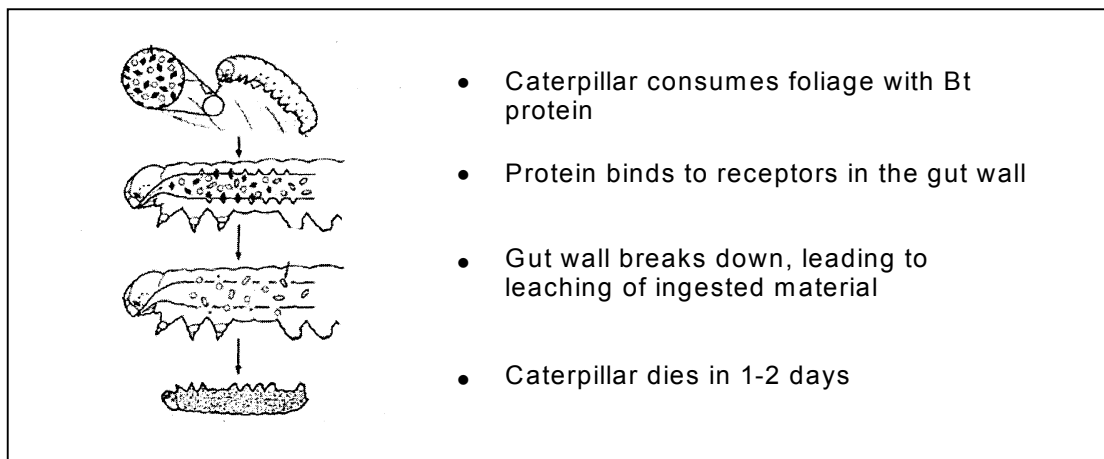 • Caterpillar consumes foliage with Bt
protein
• Protein binds to receptors in the gut wall
• Gut wall breaks down, leading to
leaching of ingested material
• Caterpillar dies in 1-2 days